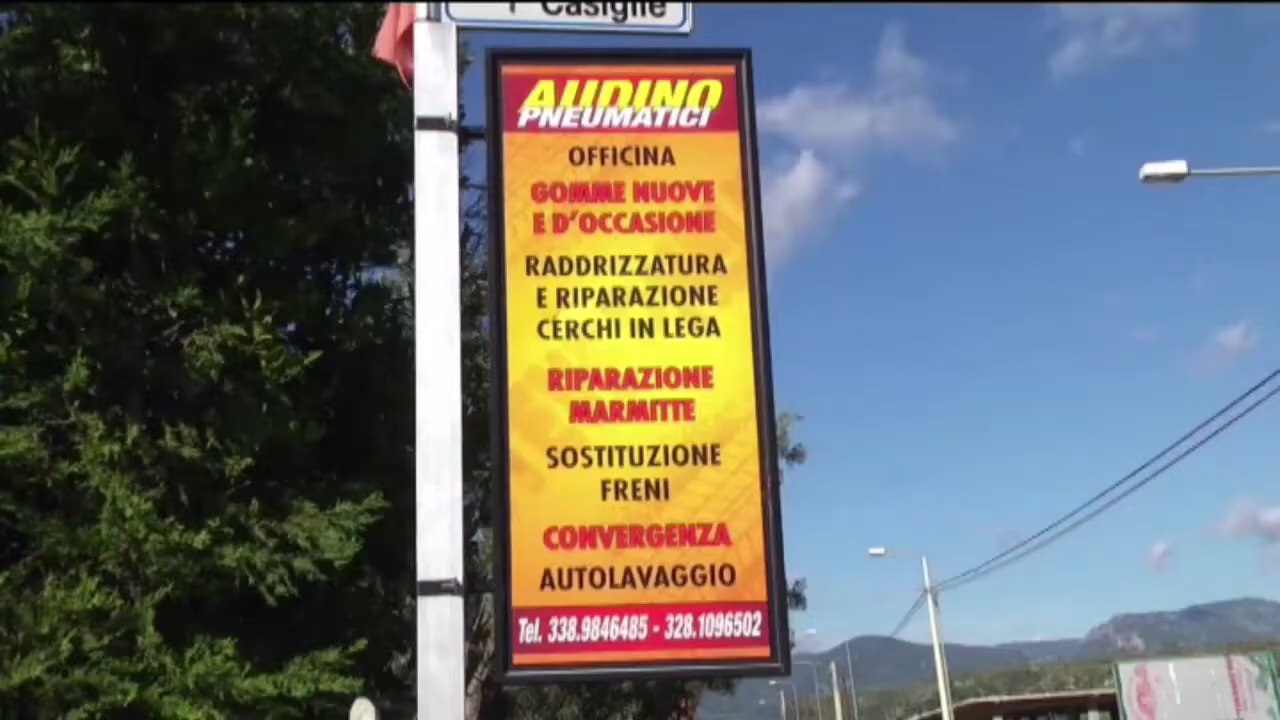 Casiglie
AUDINO
PNEUMATICI
OFFICINA
GOMME NUOVE
E D'OCCASIONE
RADDRIZZATURA
E RIPARAZIONE
CERCHI IN LEGA
RIPARAZIONE
MARMITTE
SOSTITUZIONE
FRENI
CONVERGENZA
AUTOLAVAGGIO
Tel. 338.9846485 - 328.1096502